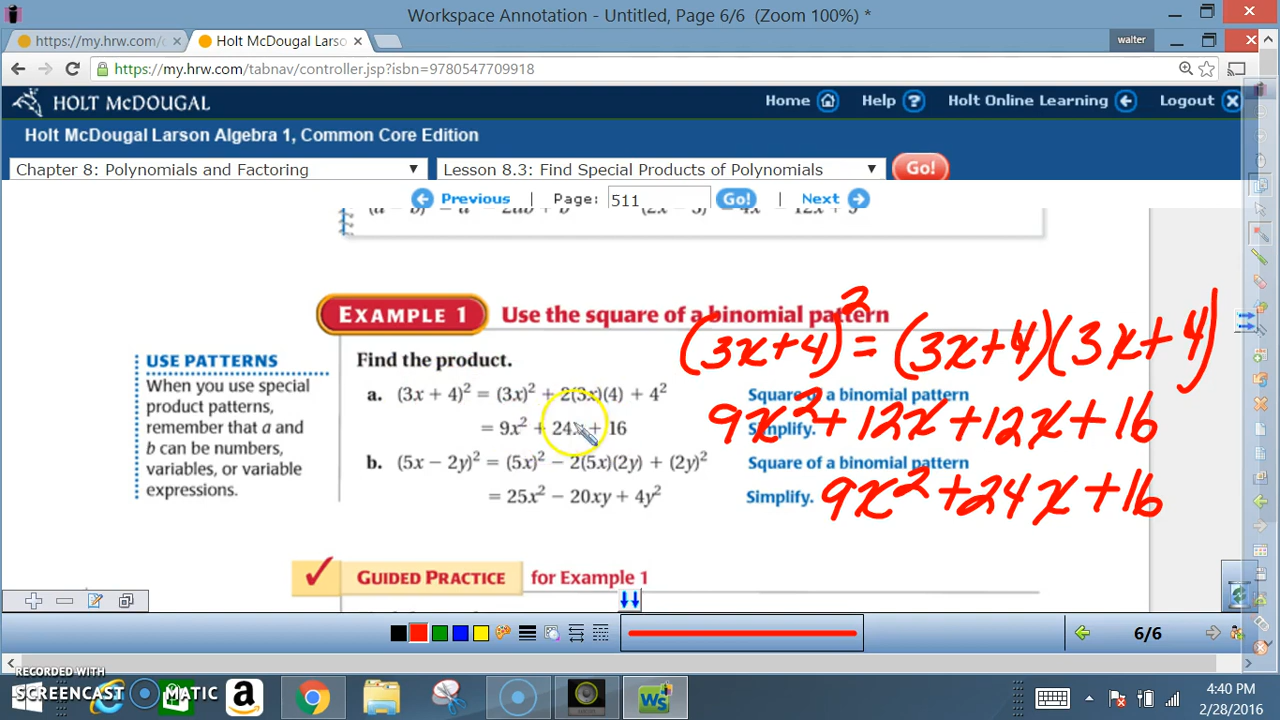 Workspace Annotation - Untitled, Page 6/6 (Zoom 100%) *
https://my.hrw.com/
Holt McDougal Larso
walter
https://my.hrw.com/tabnav/controller.jsp?isbn=9780547709918
HOLT MCDOUGAL
Home
Help ?
Holt Online Learning
Logout X
Holt McDougal Larson Algebra 1, Common Core Edition
Chapter 8: Polynomials and Factoring
Lesson 8.3: Find Special Products of Polynomials
Go!
Previous | Page: 511 Go! | Next
EXAMPLE 1 Use the square of a binomial pattern
(3x+4)² = (3x+4)(3x+4)
9x²+12x+12x+16
9x²+24x+16
USE PATTERNS
When you use special
product patterns,
remember that a and
b can be numbers,
variables, or variable
expressions.
Find the product.
a. (3x + 4)² = (3x)² + 2(3x)(4) + 4² Square of a binomial pattern
= 9x² + 24x + 16 Simplify.
b. (5x − 2y)² = (5x)² − 2(5x)(2y) + (2y)² Square of a binomial pattern
= 25x² − 20xy + 4y² Simplify.
GUIDED PRACTICE for Example 1
6/6
RECORDED WITH
SCREENCAST MATIC
Ws
4:40 PM
2/28/2016